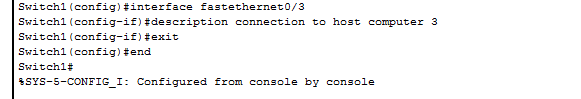 Switch1(config)#interface fastethernet0/3
Switch1(config-if)#description connection to host computer 3
Switch1(config-if)#exit
Switch1(config)#end
Switch1#
%SYS-5-CONFIG_I: Configured from console by console